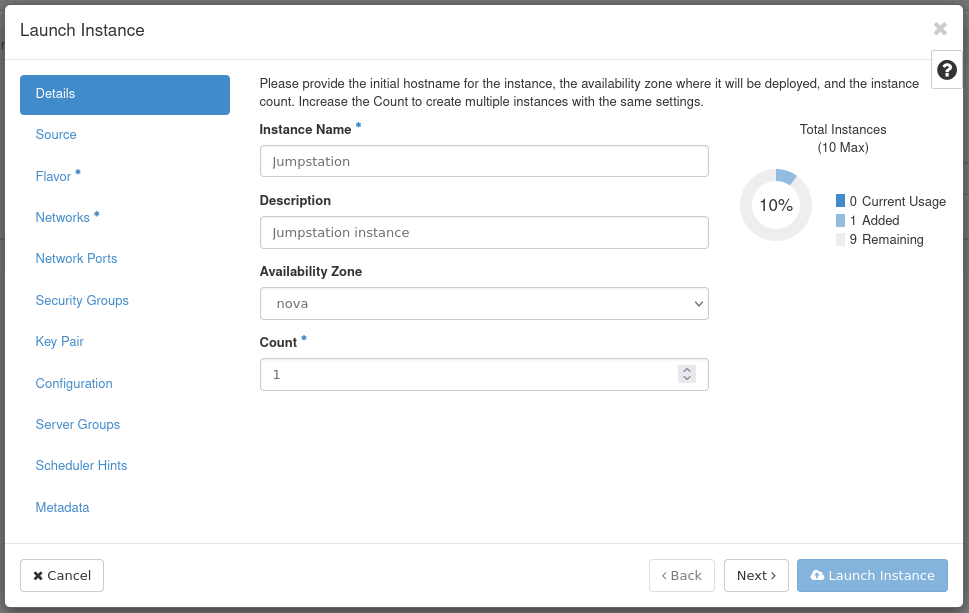 Launch Instance
Details
Source
Flavor *
Networks *
Network Ports
Security Groups
Key Pair
Configuration
Server Groups
Scheduler Hints
Metadata
Please provide the initial hostname for the instance, the availability zone where it will be deployed, and the instance
count. Increase the Count to create multiple instances with the same settings.
Instance Name *
Jumpstation
Description
Jumpstation instance
Availability Zone
nova
Count *
1
Total Instances
(10 Max)
10%
0 Current Usage
1 Added
9 Remaining
Cancel
Back
Next
Launch Instance